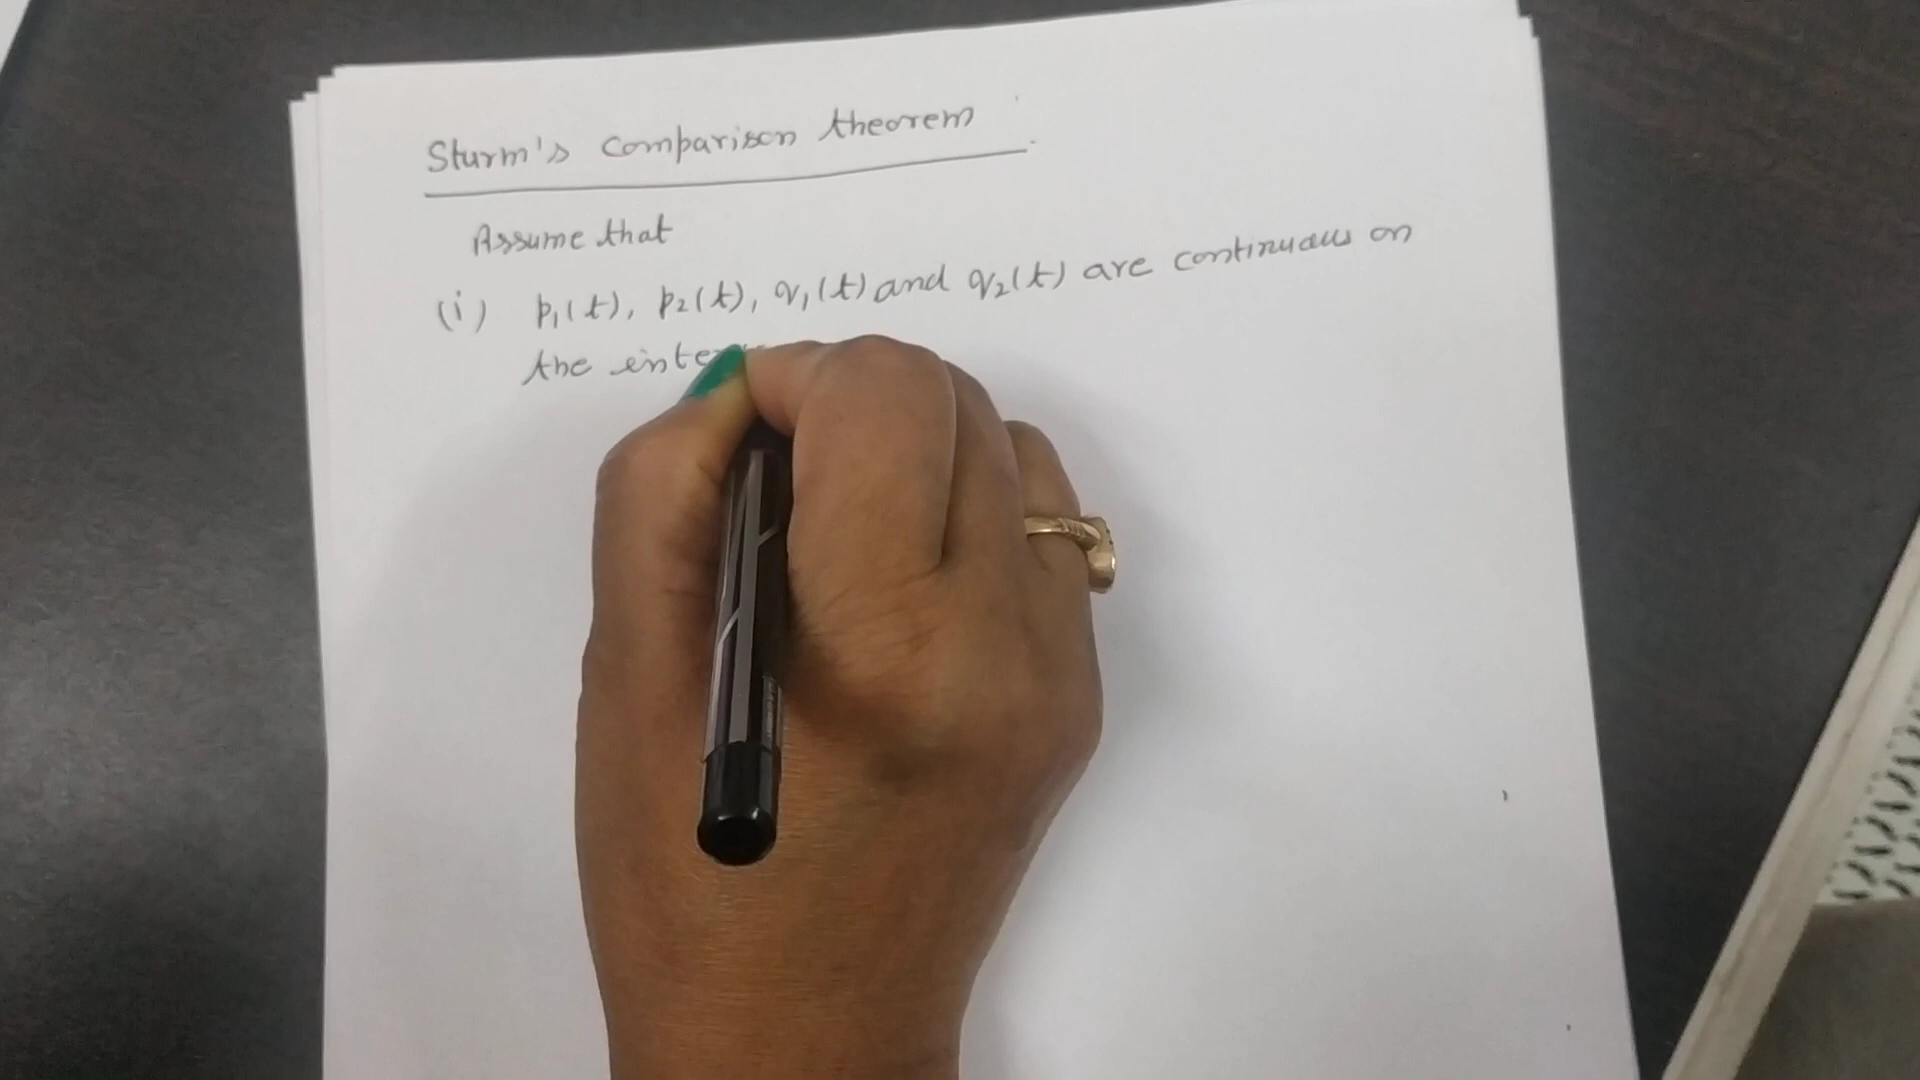 Sturm's comparison theorem
Assume that
(i) p₁(t), p₂(t), q₁(t) and q₂(t) are continuous on
the inte